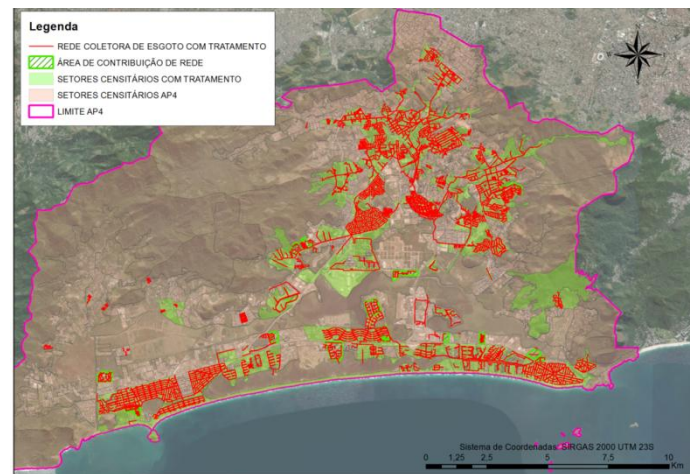 Legenda
REDE COLETORA DE ESGOTO COM TRATAMENTO
ÁREA DE CONTRIBUIÇÃO DE REDE
SETORES CENSITÁRIOS COM TRATAMENTO
SETORES CENSITÁRIOS AP4
LIMITE AP4
Sistema de Coordenadas: SIRGAS 2000 UTM 23S
0 1,25 2,5 5 7,5 10
Km